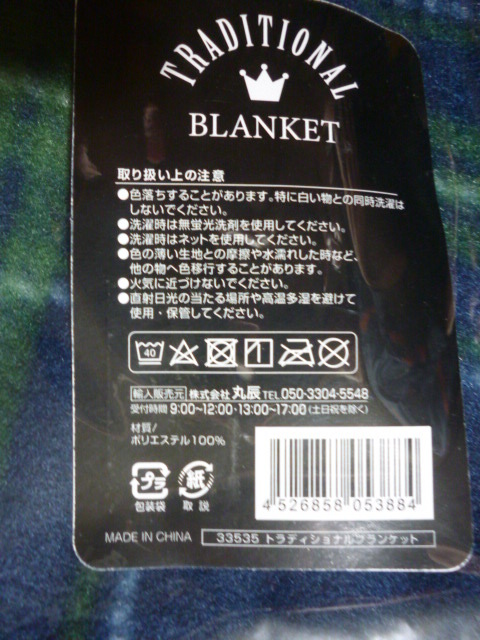 TRADITIONAL
BLANKET
取り扱い上の注意
●色落ちすることがあります。特に白い物との同時洗濯は
しないでください。
●洗濯時は無蛍光洗剤を使用してください。
●洗濯時はネットを使用してください。
●色の薄い生地との摩擦や水濡れした時など、
他の物へ色移行することがあります。
●火気に近づけないでください。
●直射日光の当たる場所や高温多湿を避けて
使用・保管してください。
40
輸入販売元 株式会社 丸辰 TEL 050-3304-5548
受付時間 9:00~12:00・13:00~17:00 (土日祝を除く)
材質/
ポリエステル100%
プラ 紙
包装袋 取説
4 526858 053884
MADE IN CHINA 33535 トラディショナルブランケット